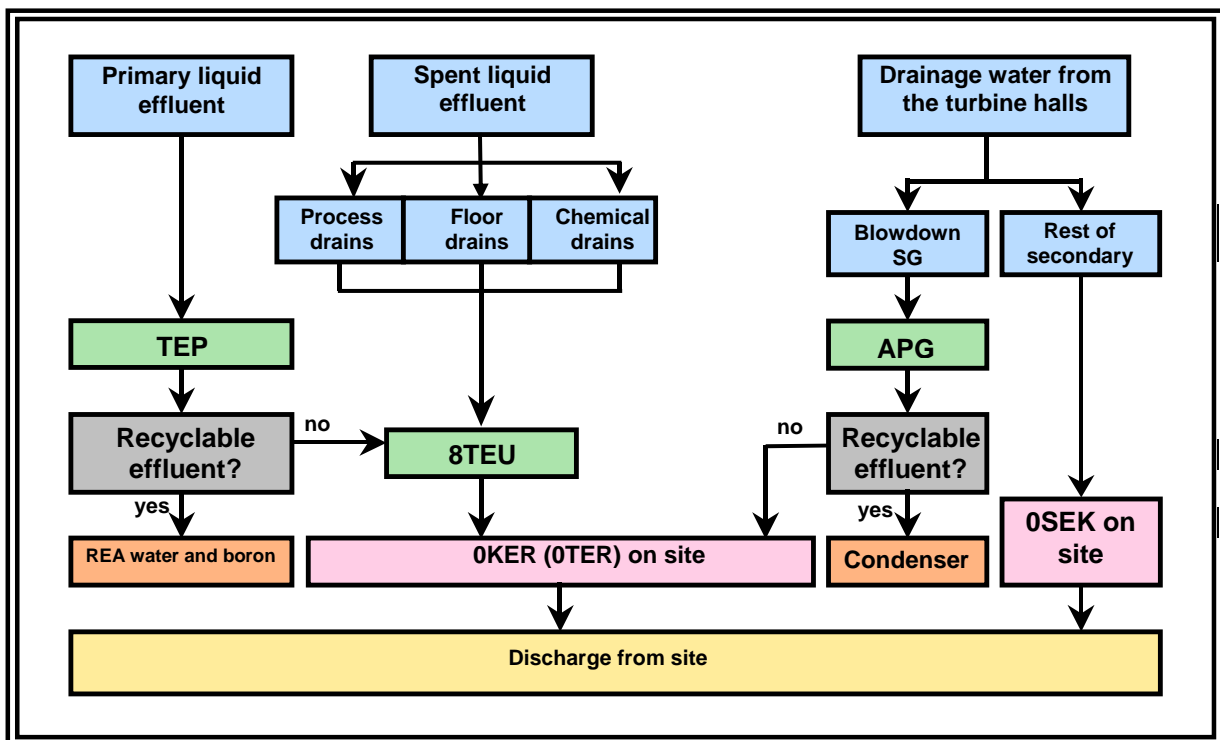 Primary liquid
effluent
Spent liquid
effluent
Drainage water from
the turbine halls
Process
drains
Floor
drains
Chemical
drains
Blowdown
SG
Rest of
secondary
TEP
APG
Recyclable
effluent?
no
8TEU
no
Recyclable
effluent?
yes
yes
REA water and boron
0KER (0TER) on site
Condenser
0SEK on
site
Discharge from site